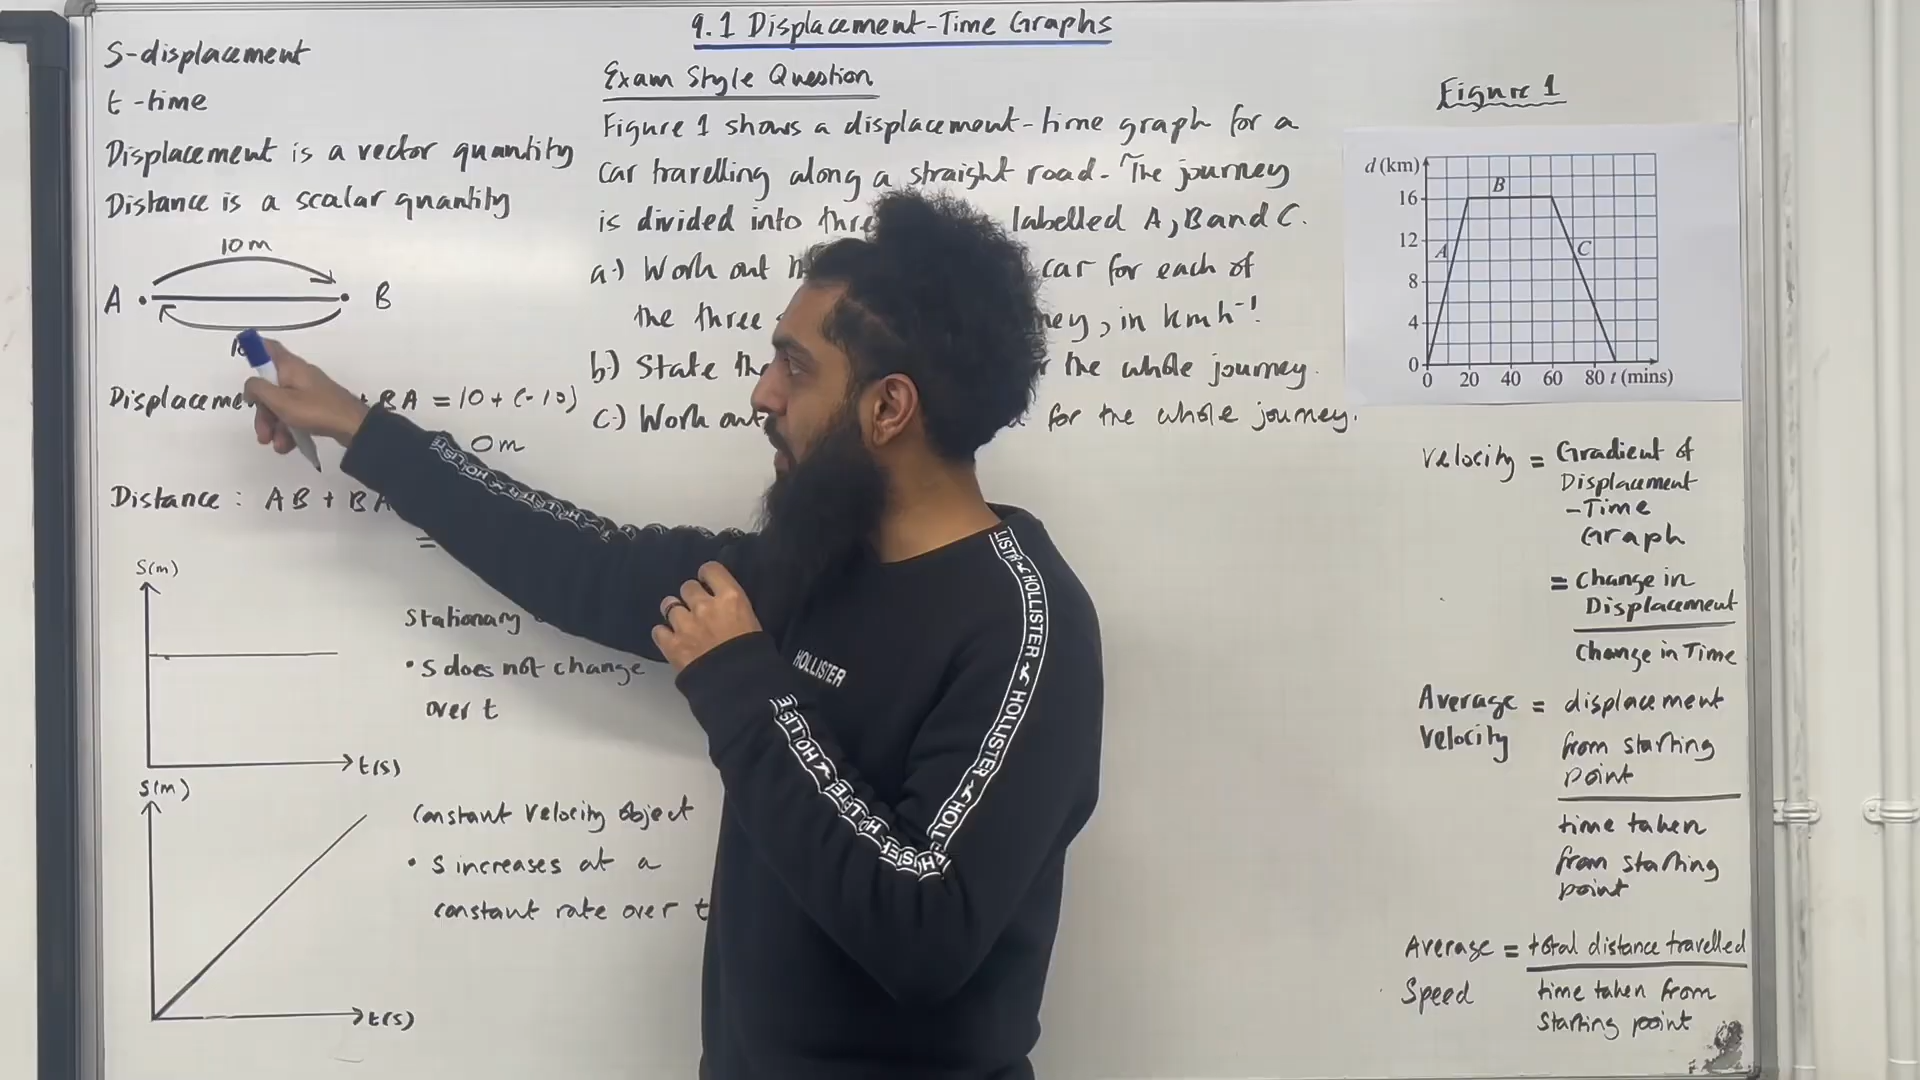 9.1 Displacement-Time Graphs
S-displacement
t-time
Displacement is a vector quantity
Distance is a scalar quantity
10m
A
B
+ BA = 10 + (-10)
0m
Distance : AB + BA
=
S(m)
t(s)
Stationary
• s does not change
over t
S(m)
t(s)
Constant velocity object
• s increases at a
constant rate over t
Exam Style Question
Figure 1 shows a displacement-time graph for a
car travelling along a straight road. The journey
is divided into labelled A, B and C.
a.) Work out car for each of
the three , in kmh⁻¹.
b.) State the the whole journey.
c.) Work out for the whole journey.
Figure 1
d (km)
16
12
8
4
0
A
B
C
0 20 40 60 80 t (mins)
Velocity = Gradient of
Displacement
-Time
Graph
= Change in
Displacement
Change in Time
Average = displacement
Velocity from starting
point
time taken
from starting
point
Average = total distance travelled
Speed time taken from
starting point
HOLLISTER
HOLLISTER
HOLLISTER